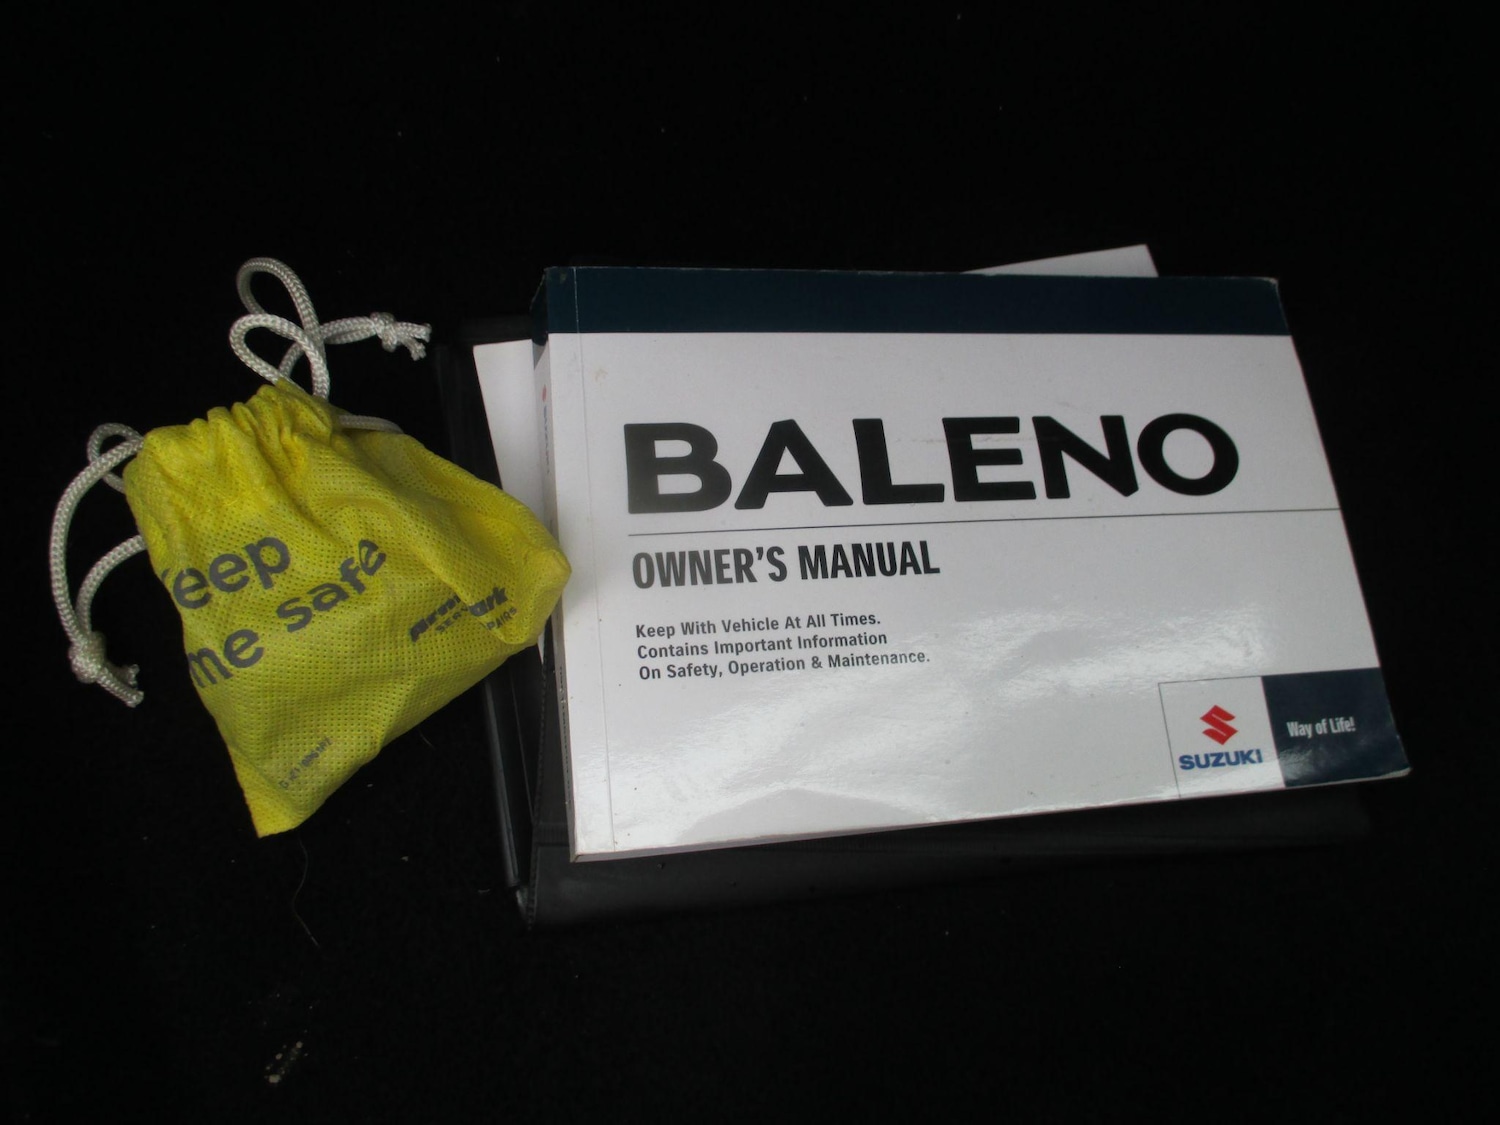 BALENO
OWNER'S MANUAL
Keep With Vehicle At All Times.
Contains Important Information
On Safety, Operation & Maintenance.
SUZUKI
Way of Life!
keep
me safe